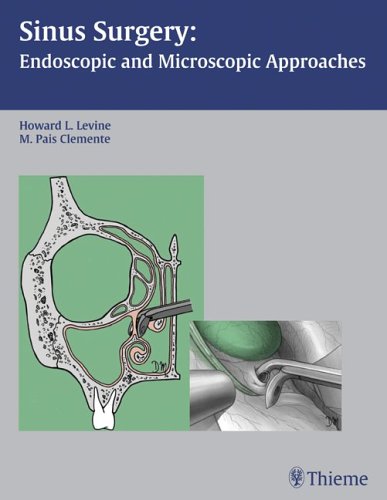 Sinus Surgery:
Endoscopic and Microscopic Approaches
Howard L. Levine
M. Pais Clemente
Thieme